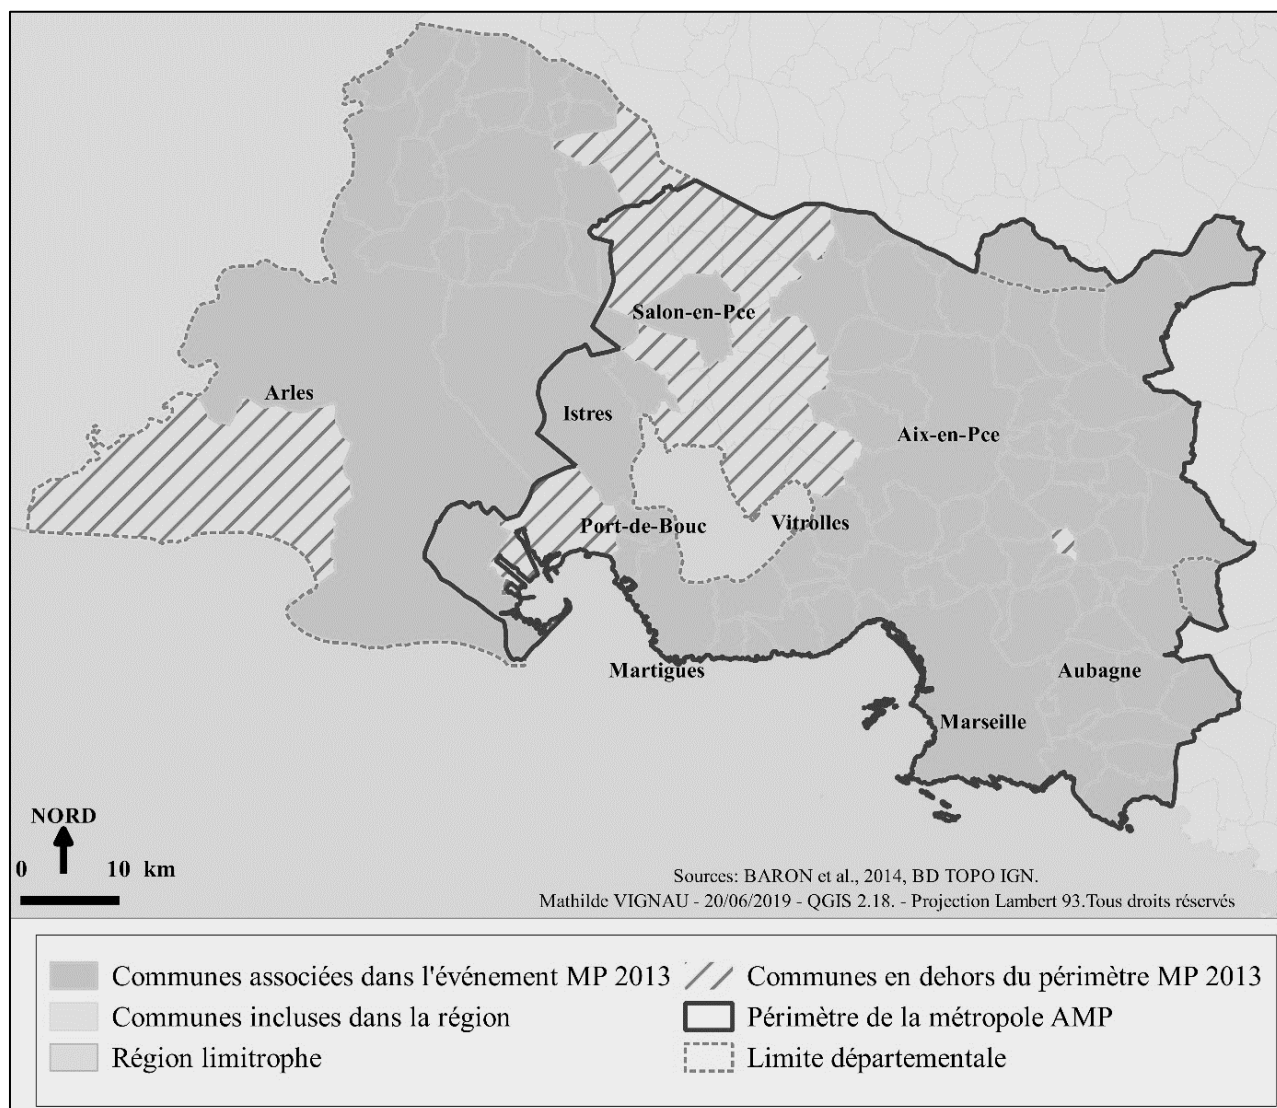 Salon-en-Pce
Arles
Istres
Aix-en-Pce
Port-de-Bouc
Vitrolles
Martigues
Aubagne
Marseille
NORD
0 10 km
Sources: BARON et al., 2014, BD TOPO IGN.
Mathilde VIGNAU - 20/06/2019 - QGIS 2.18. - Projection Lambert 93.Tous droits réservés
Communes associées dans l'événement MP 2013
Communes incluses dans la région
Région limitrophe
Communes en dehors du périmètre MP 2013
Périmètre de la métropole AMP
Limite départementale